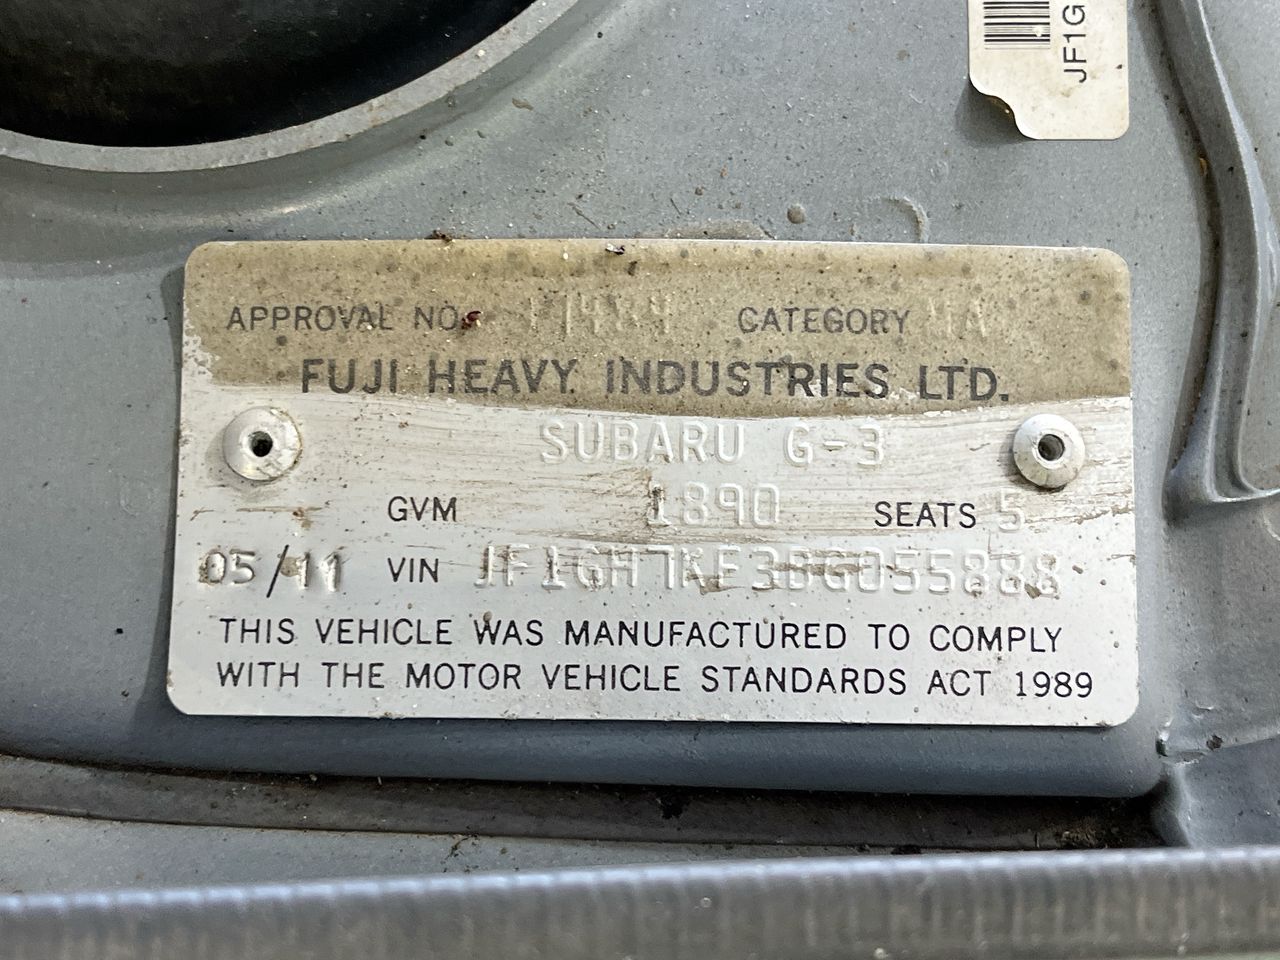 JF1G
APPROVAL NO. CATEGORY MA
FUJI HEAVY INDUSTRIES LTD.
SUBARU G-3
GVM 1890 SEATS 5
05/11 VIN JF1GH7KF3BG055888
THIS VEHICLE WAS MANUFACTURED TO COMPLY
WITH THE MOTOR VEHICLE STANDARDS ACT 1989